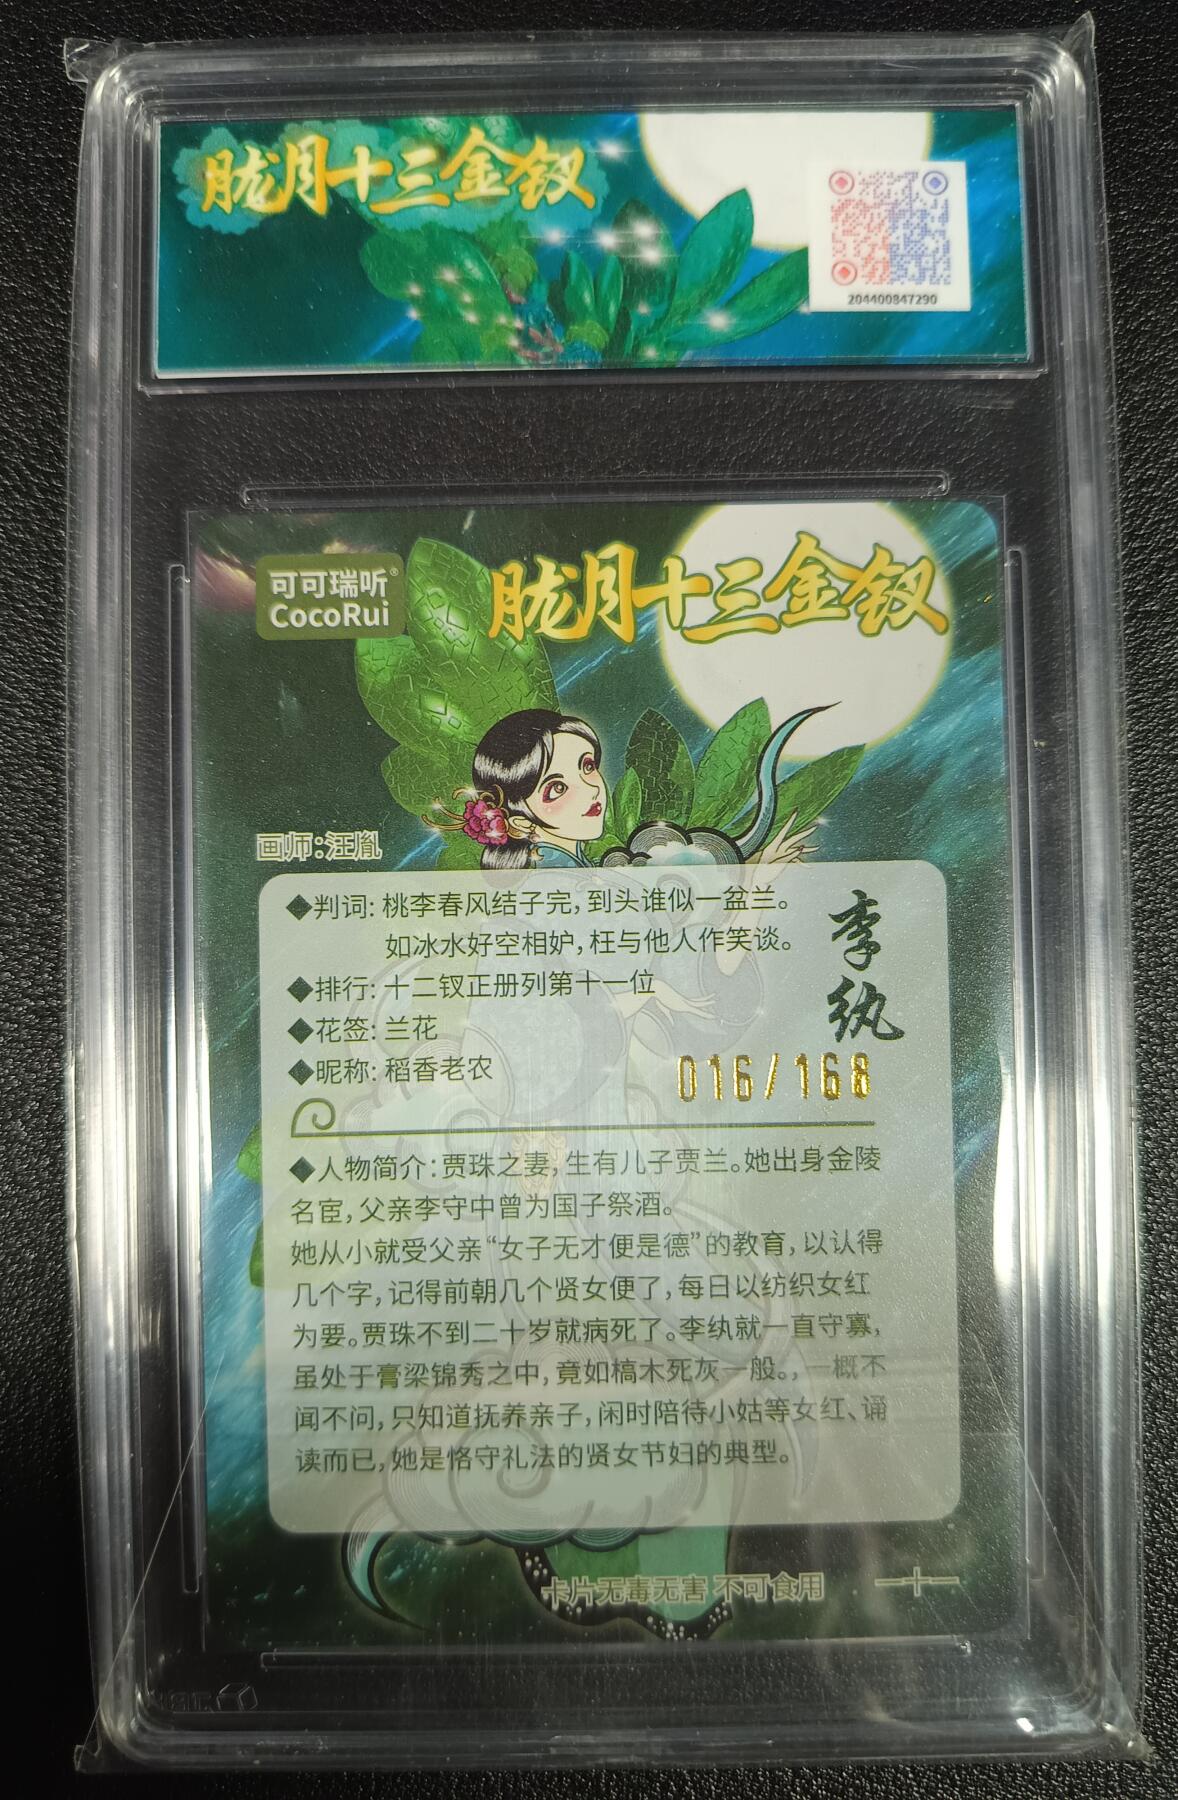 胧月十三金钗
204400847290
可可瑞听®
CocoRui
胧月十三金钗
画师:汪胤
◆判词: 桃李春风结子完, 到头谁似一盆兰。
如冰水好空相妒, 枉与他人作笑谈。
◆排行: 十二钗正册列第十一位
◆花签: 兰花
◆昵称: 稻香老农
李纨
016/168
◆人物简介: 贾珠之妻, 生有儿子贾兰。她出身金陵
名宦, 父亲李守中曾为国子祭酒。
她从小就受父亲“女子无才便是德”的教育, 以认得
几个字, 记得前朝几个贤女便了, 每日以纺织女红
为要。贾珠不到二十岁就病死了。李纨就一直守寡,
虽处于膏粱锦秀之中, 竟如槁木死灰一般。, 一概不
闻不问, 只知道抚养亲子, 闲时陪待小姑等女红、诵
读而已, 她是恪守礼法的贤女节妇的典型。
卡片无毒无害 不可食用
一十一